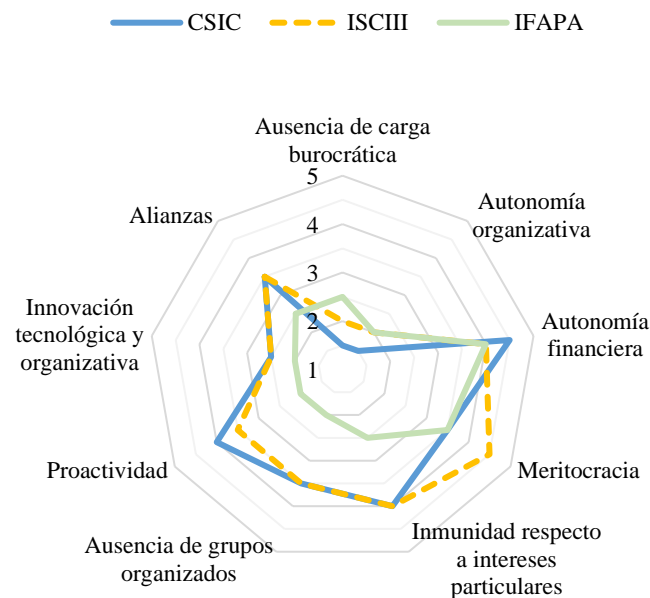 CSIC ISCIII IFAPA
Ausencia de carga
burocrática
Autonomía
organizativa
Autonomía
financiera
Meritocracia
Inmunidad respecto
a intereses
particulares
Ausencia de grupos
organizados
Proactividad
Innovación
tecnológica y
organizativa
Alianzas
5
4
3
2
1